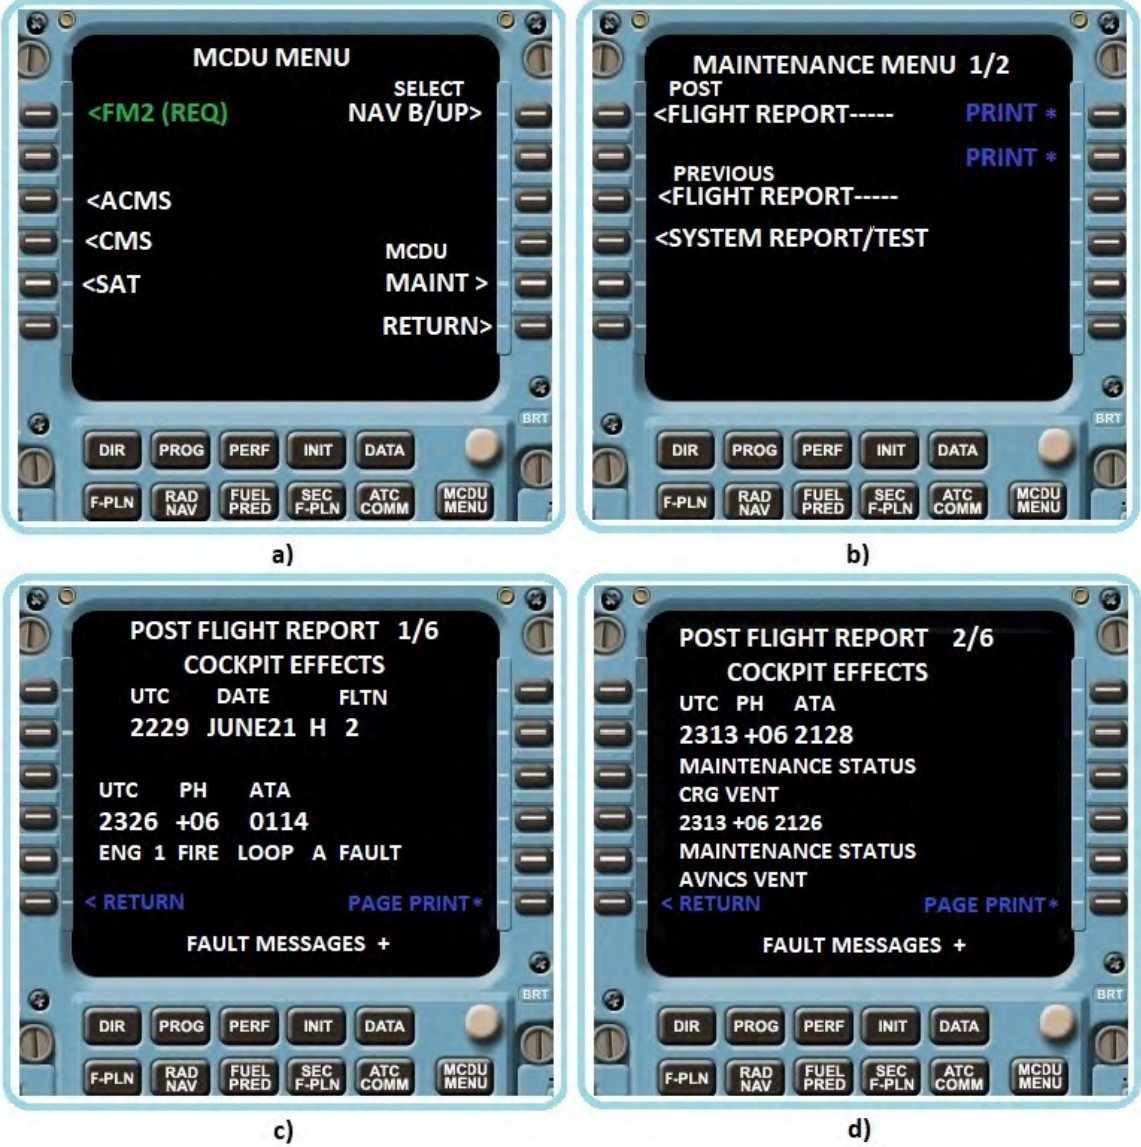 MCDU MENU
SELECT
<FM2 (REQ) NAV B/UP>
<ACMS
<CMS
MCDU
<SAT MAINT >
RETURN>
BRT
DIR PROG PERF INIT DATA
F-PLN RAD NAV FUEL PRED SEC F-PLN ATC COMM MCDU MENU
a)
MAINTENANCE MENU 1/2
POST
<FLIGHT REPORT----- PRINT *
PRINT *
PREVIOUS
<FLIGHT REPORT-----
<SYSTEM REPORT/TEST
BRT
DIR PROG PERF INIT DATA
F-PLN RAD NAV FUEL PRED SEC F-PLN ATC COMM MCDU MENU
b)
POST FLIGHT REPORT 1/6
COCKPIT EFFECTS
UTC DATE FLTN
2229 JUNE21 H 2
UTC PH ATA
2326 +06 0114
ENG 1 FIRE LOOP A FAULT
< RETURN PAGE PRINT*
FAULT MESSAGES +
BRT
DIR PROG PERF INIT DATA
F-PLN RAD NAV FUEL PRED SEC F-PLN ATC COMM MCDU MENU
c)
POST FLIGHT REPORT 2/6
COCKPIT EFFECTS
UTC PH ATA
2313 +06 2128
MAINTENANCE STATUS
CRG VENT
2313 +06 2126
MAINTENANCE STATUS
AVNCS VENT
< RETURN PAGE PRINT*
FAULT MESSAGES +
BRT
DIR PROG PERF INIT DATA
F-PLN RAD NAV FUEL PRED SEC F-PLN ATC COMM MCDU MENU
d)